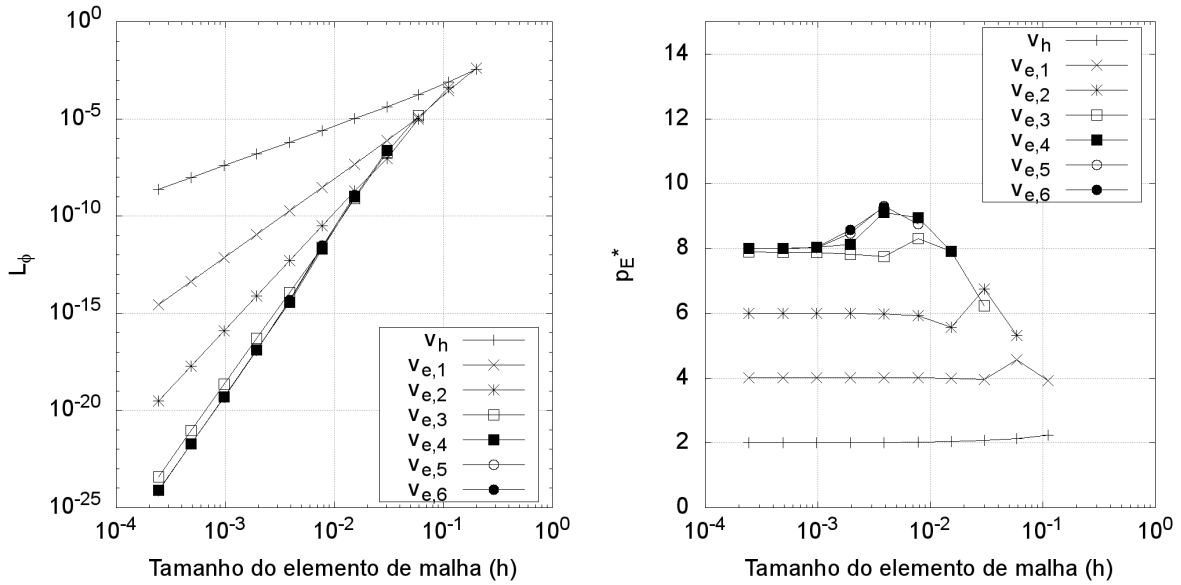 10^0
10^-5
10^-10
10^-15
10^-20
10^-25
L_ϕ
v_h
v_e,1
v_e,2
v_e,3
v_e,4
v_e,5
v_e,6
10^-4 10^-3 10^-2 10^-1 10^0
Tamanho do elemento de malha (h)
14
12
10
8
6
4
2
0
p_E*
v_h
v_e,1
v_e,2
v_e,3
v_e,4
v_e,5
v_e,6
10^-4 10^-3 10^-2 10^-1 10^0
Tamanho do elemento de malha (h)